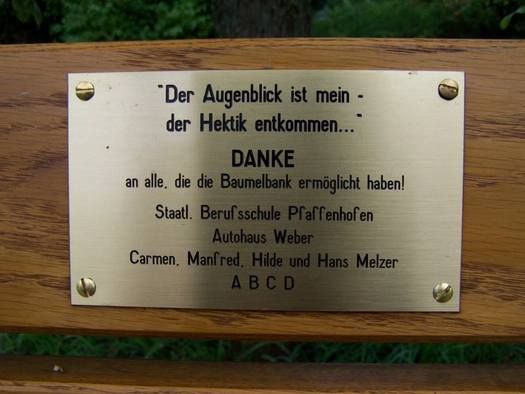 "Der Augenblick ist mein -
der Hektik entkommen..."
DANKE
an alle, die die Baumelbank ermöglicht haben!
Staatl. Berufsschule Pfaffenhofen
Autohaus Weber
Carmen, Manfred, Hilde und Hans Melzer
A B C D